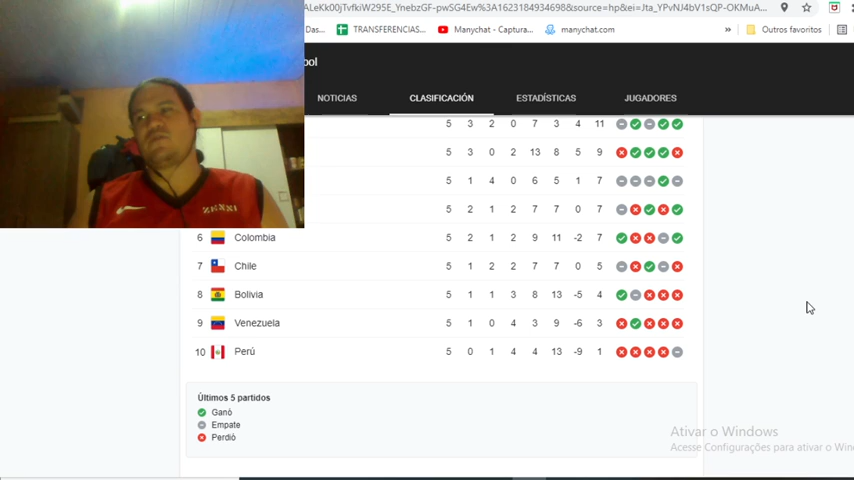 ALeKk00jTvfkiW295E_YnebzGF-pwSG4Ew%3A1623184934698&source=hp&ei=Jta_YPvNJ4bV1sQP-OKMuA...
Das... TRANSFERENCIAS... Manychat - Captura... manychat.com » Outros favoritos
bol
NOTICIAS CLASIFICACIÓN ESTADÍSTICAS JUGADORES
5 3 2 0 7 3 4 11
5 3 0 2 13 8 5 9
5 1 4 0 6 5 1 7
5 2 1 2 7 7 0 7
6 Colombia 5 2 1 2 9 11 -2 7
7 Chile 5 1 2 2 7 7 0 5
8 Bolivia 5 1 1 3 8 13 -5 4
9 Venezuela 5 1 0 4 3 9 -6 3
10 Perú 5 0 1 4 4 13 -9 1
Últimos 5 partidos
Ganó
Empate
Perdió
Ativar o Windows
Acesse Configurações para ativar o Win